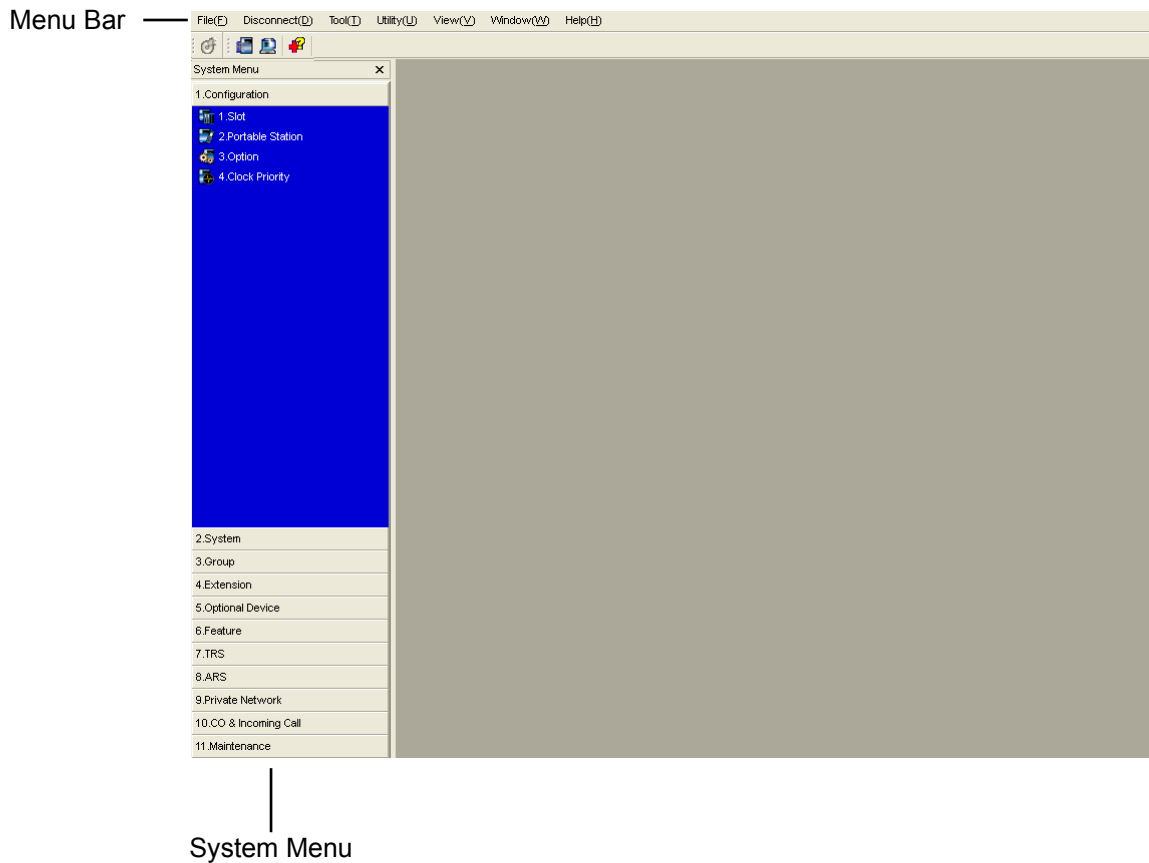 Menu Bar
File(F) Disconnect(D) Tool(T) Utility(U) View(V) Window(W) Help(H)
System Menu
1.Configuration
1.Slot
2.Portable Station
3.Option
4.Clock Priority
2.System
3.Group
4.Extension
5.Optional Device
6.Feature
7.TRS
8.ARS
9.Private Network
10.CO & Incoming Call
11.Maintenance
System Menu